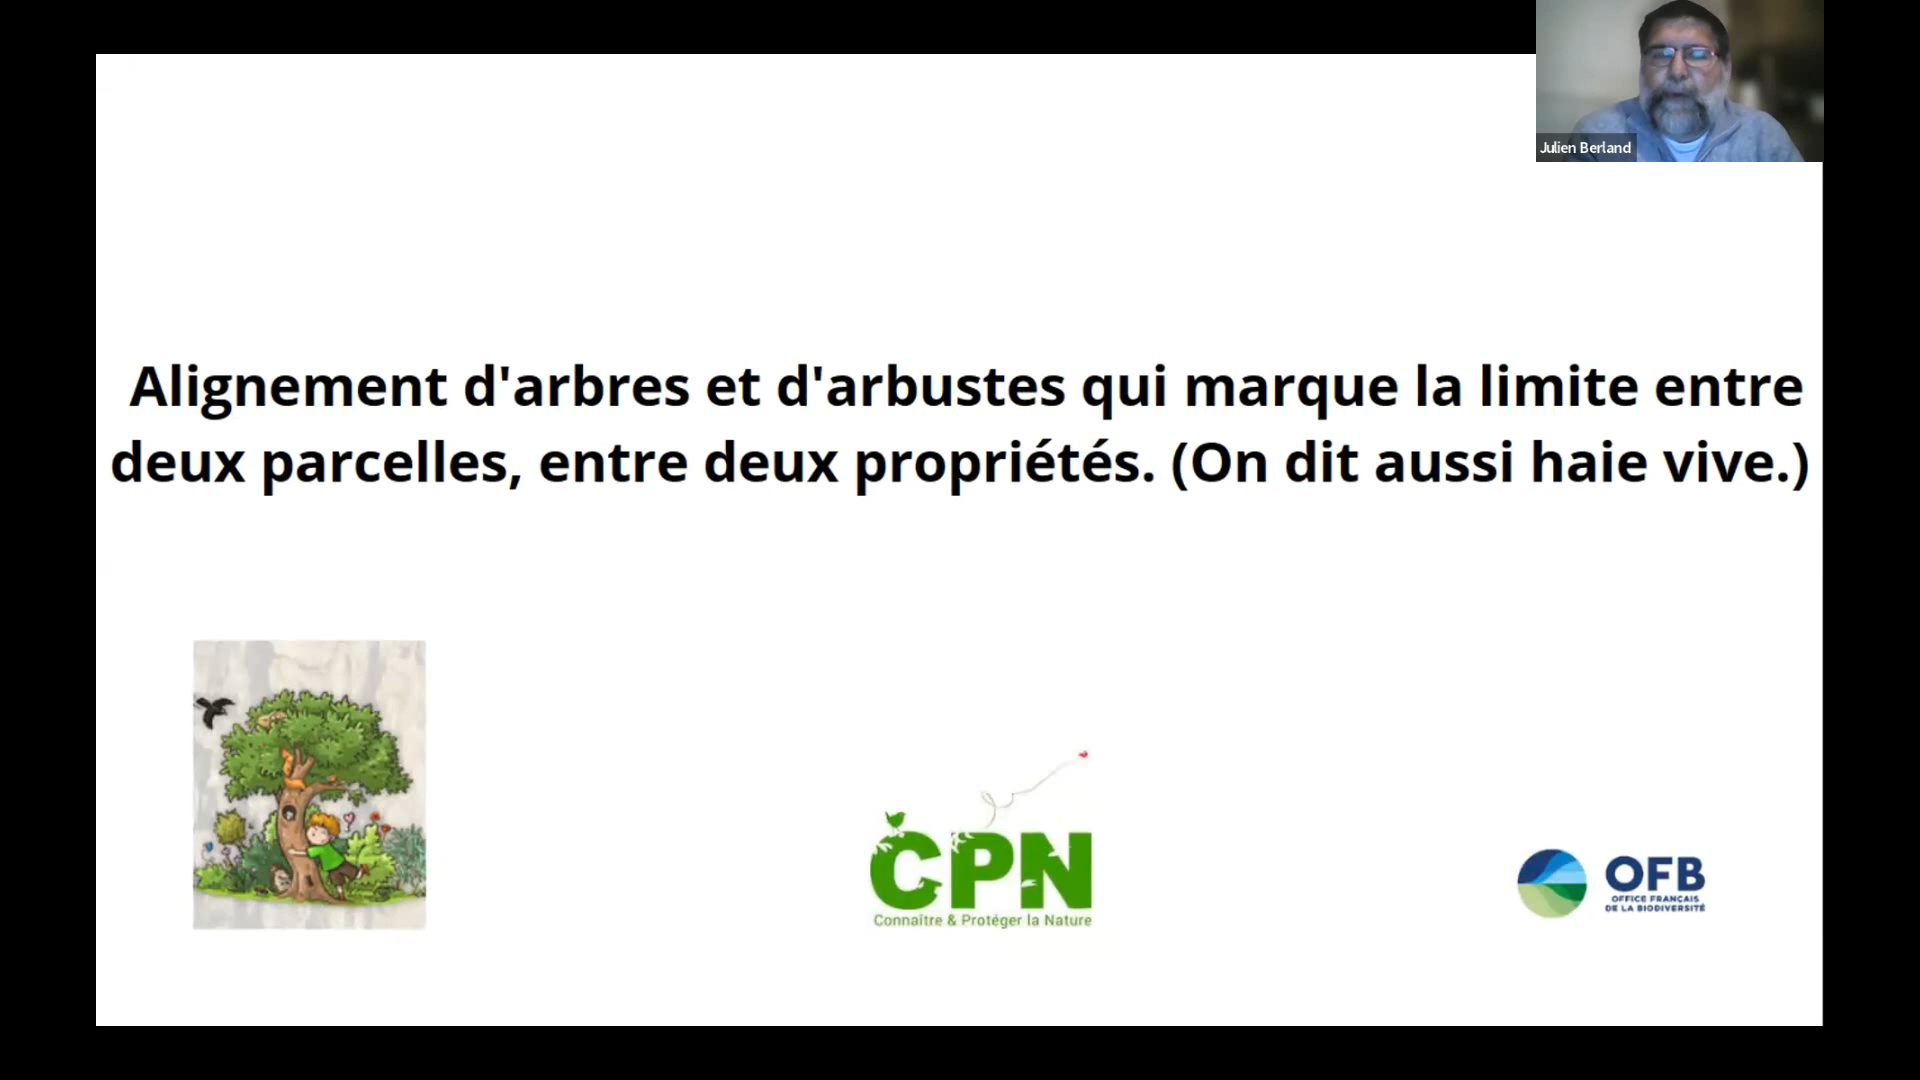 Julien Berland
Alignement d'arbres et d'arbustes qui marque la limite entre
deux parcelles, entre deux propriétés. (On dit aussi haie vive.)
CPN
Connaître & Protéger la Nature
OFB
OFFICE FRANÇAIS
DE LA BIODIVERSITÉ